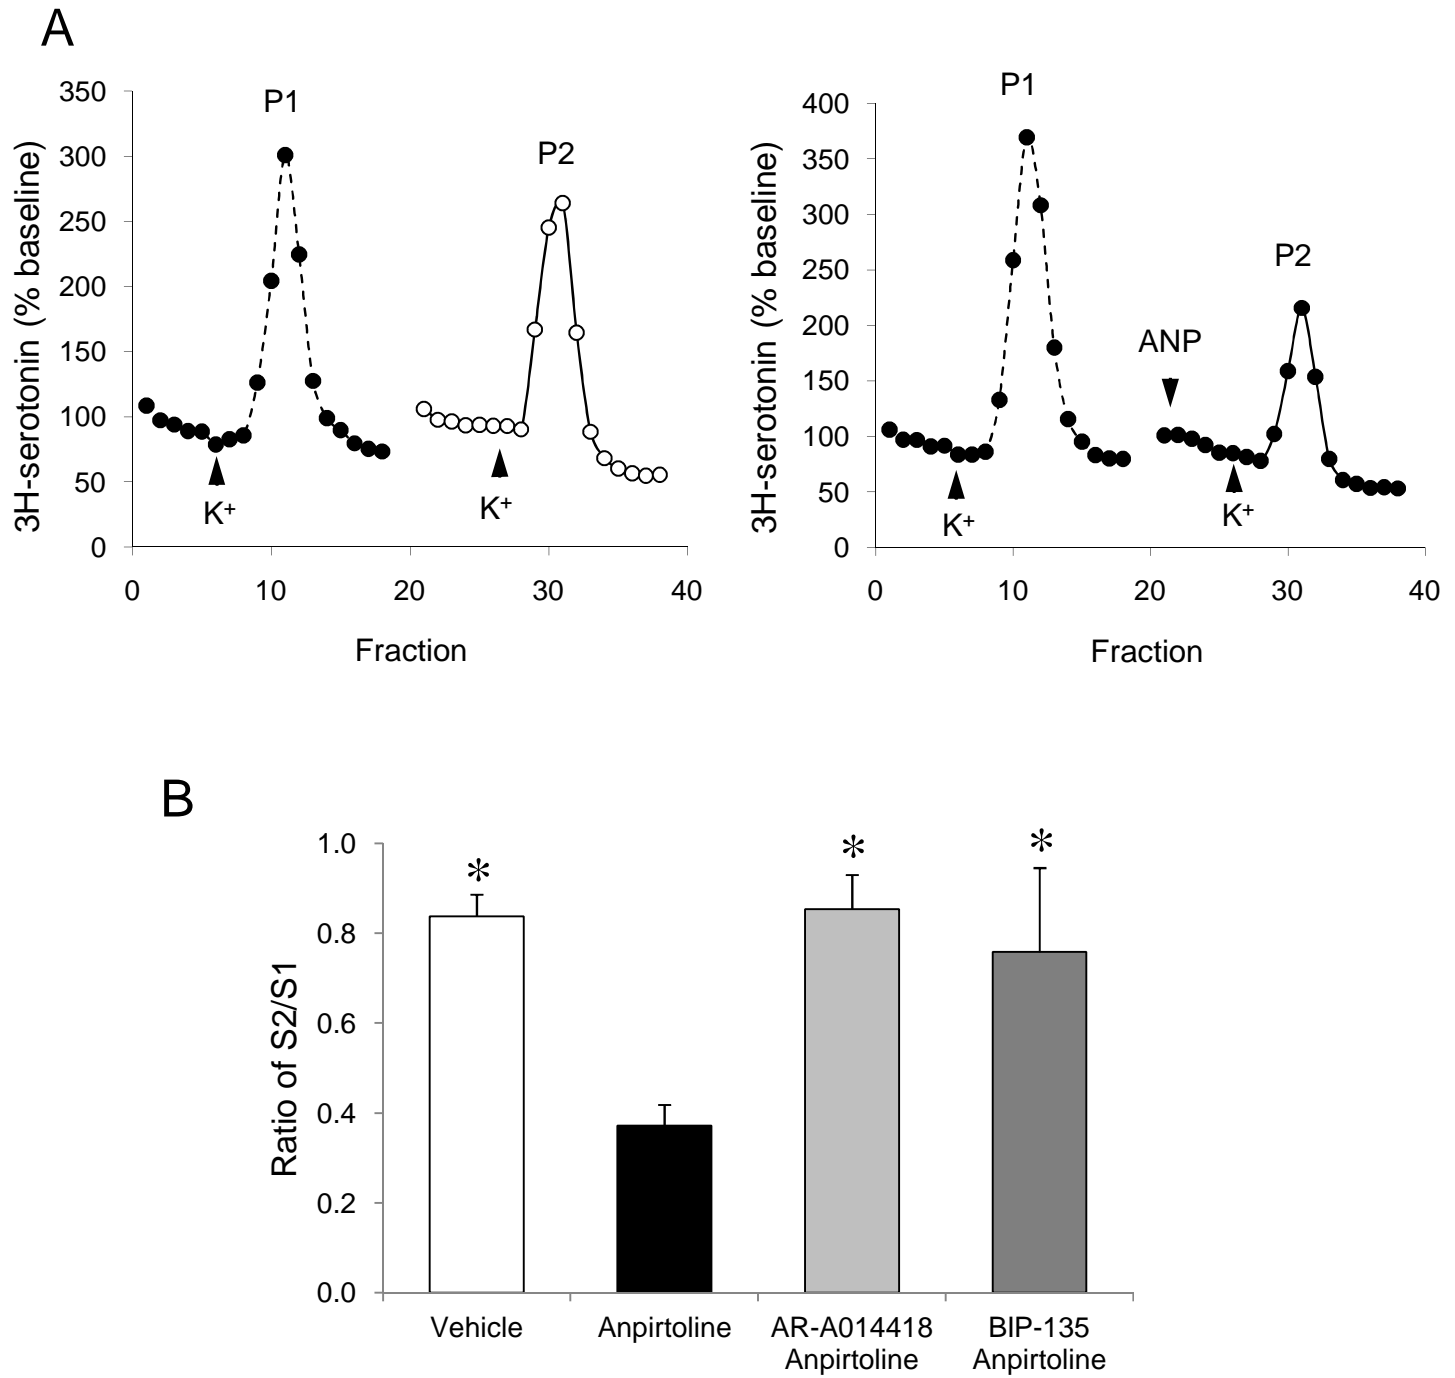 A
350
300
250
200
150
100
50
0
3H-serotonin (% baseline)
P1
P2
K+
K+
0 10 20 30 40
Fraction
400
350
300
250
200
150
100
50
0
3H-serotonin (% baseline)
P1
ANP
P2
K+
K+
0 10 20 30 40
Fraction
B
1.0
0.8
0.6
0.4
0.2
0.0
Ratio of S2/S1
* * *
Vehicle Anpirtoline AR-A014418 BIP-135
Anpirtoline Anpirtoline